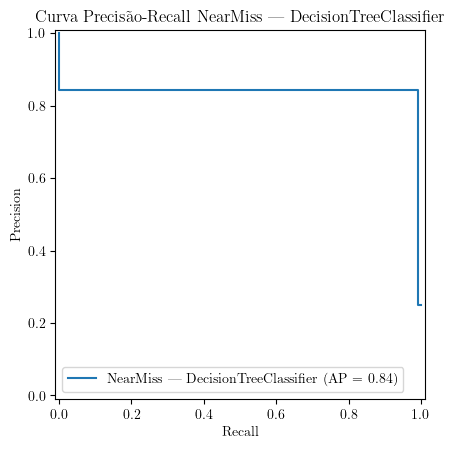 Curva Precisão-Recall NearMiss — DecisionTreeClassifier
1.0
0.8
0.6
0.4
0.2
0.0
Precision
NearMiss — DecisionTreeClassifier (AP = 0.84)
0.0 0.2 0.4 0.6 0.8 1.0
Recall